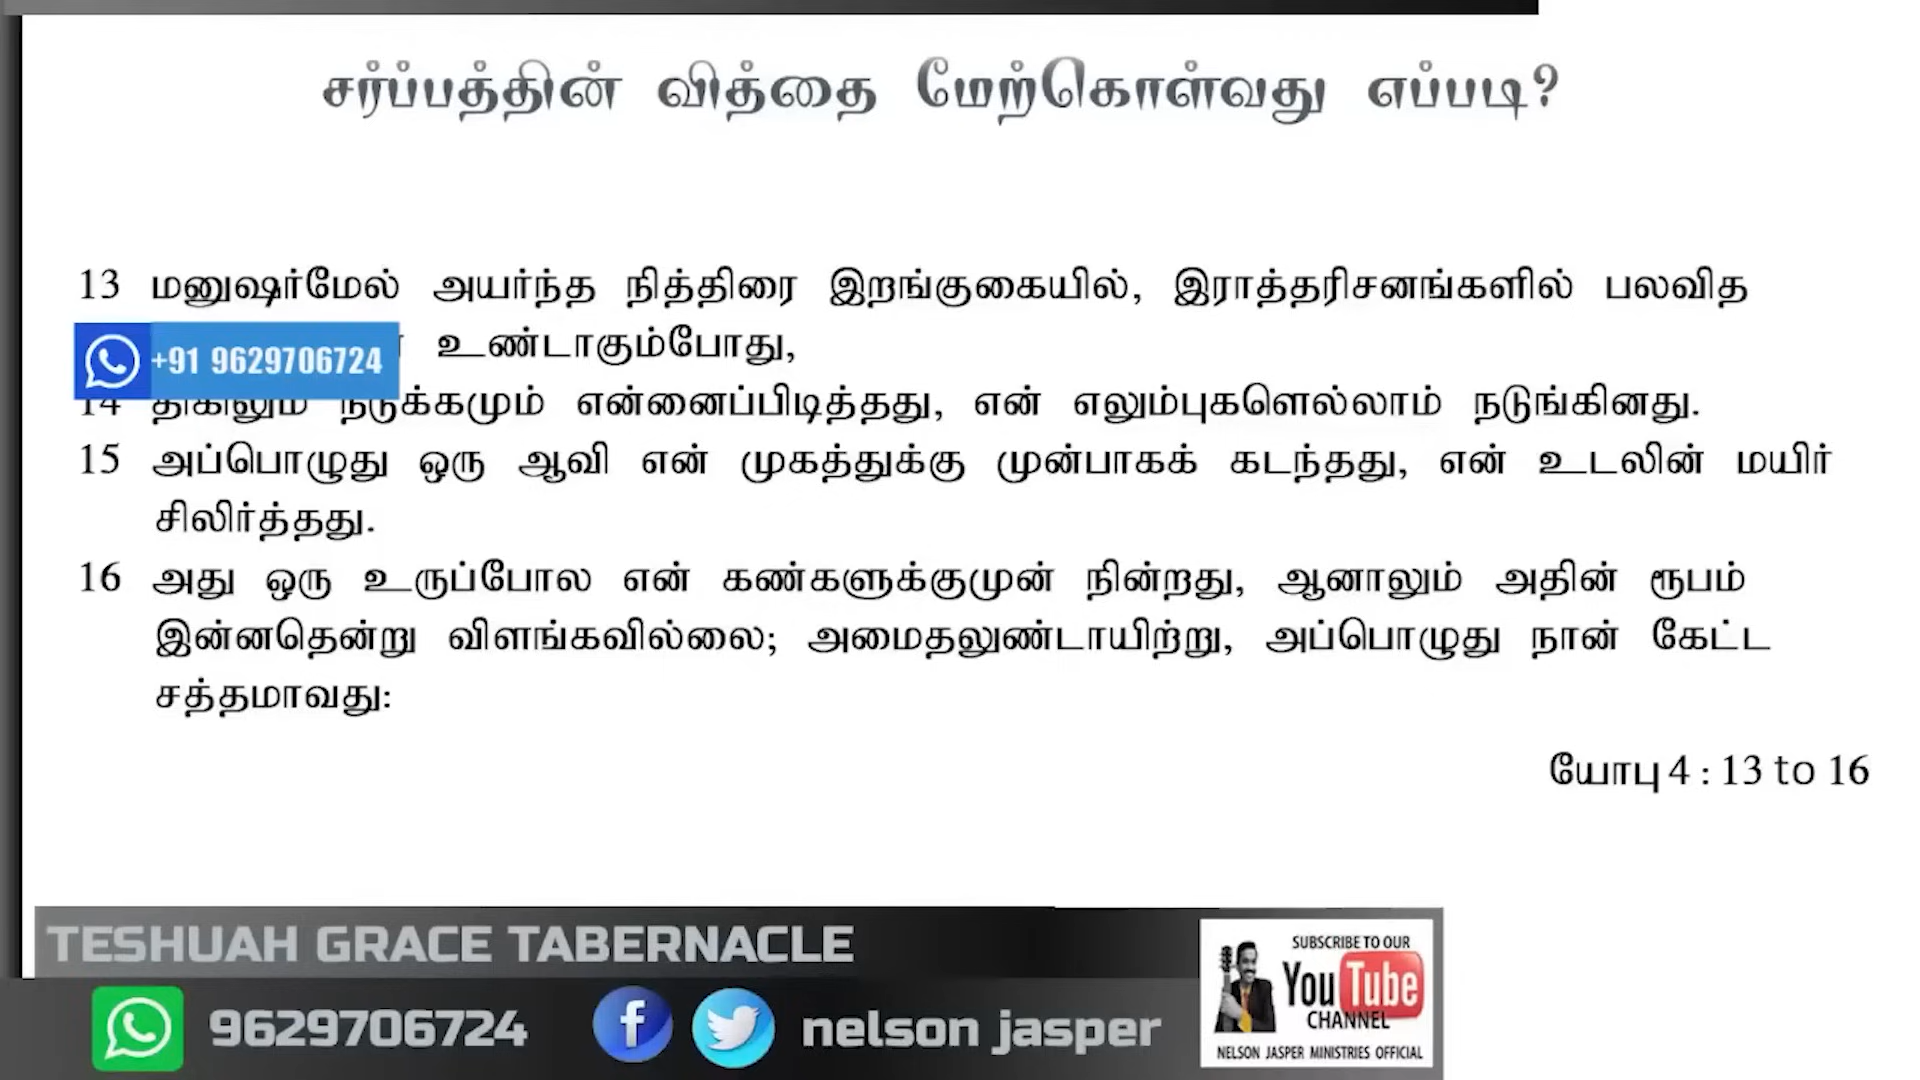 சர்ப்பத்தின் வித்தை மேற்கொள்வது எப்படி?
13 மனுஷர்மேல் அயர்ந்த நித்திரை இறங்குகையில், இராத்தரிசனங்களில் பலவித
உண்டாகும்போது,
+91 9629706724
14 திகிலும் நடுக்கமும் என்னைப்பிடித்தது, என் எலும்புகளெல்லாம் நடுங்கினது.
15 அப்பொழுது ஒரு ஆவி என் முகத்துக்கு முன்பாகக் கடந்தது, என் உடலின் மயிர்
சிலிர்த்தது.
16 அது ஒரு உருப்போல என் கண்களுக்குமுன் நின்றது, ஆனாலும் அதின் ரூபம்
இன்னதென்று விளங்கவில்லை; அமைதலுண்டாயிற்று, அப்பொழுது நான் கேட்ட
சத்தமாவது:
யோபு 4 : 13 to 16
TESHUAH GRACE TABERNACLE
9629706724 nelson jasper
SUBSCRIBE TO OUR
YouTube
CHANNEL
NELSON JASPER MINISTRIES OFFICIAL